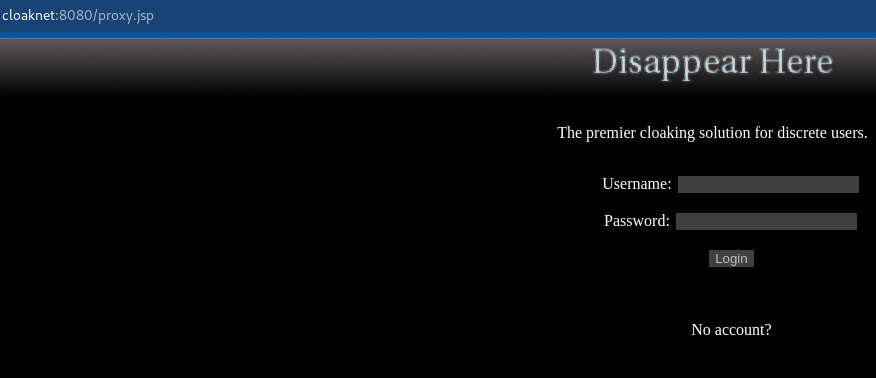 cloaknet:8080/proxy.jsp
Disappear Here
The premier cloaking solution for discrete users.
Username:
Password:
Login
No account?